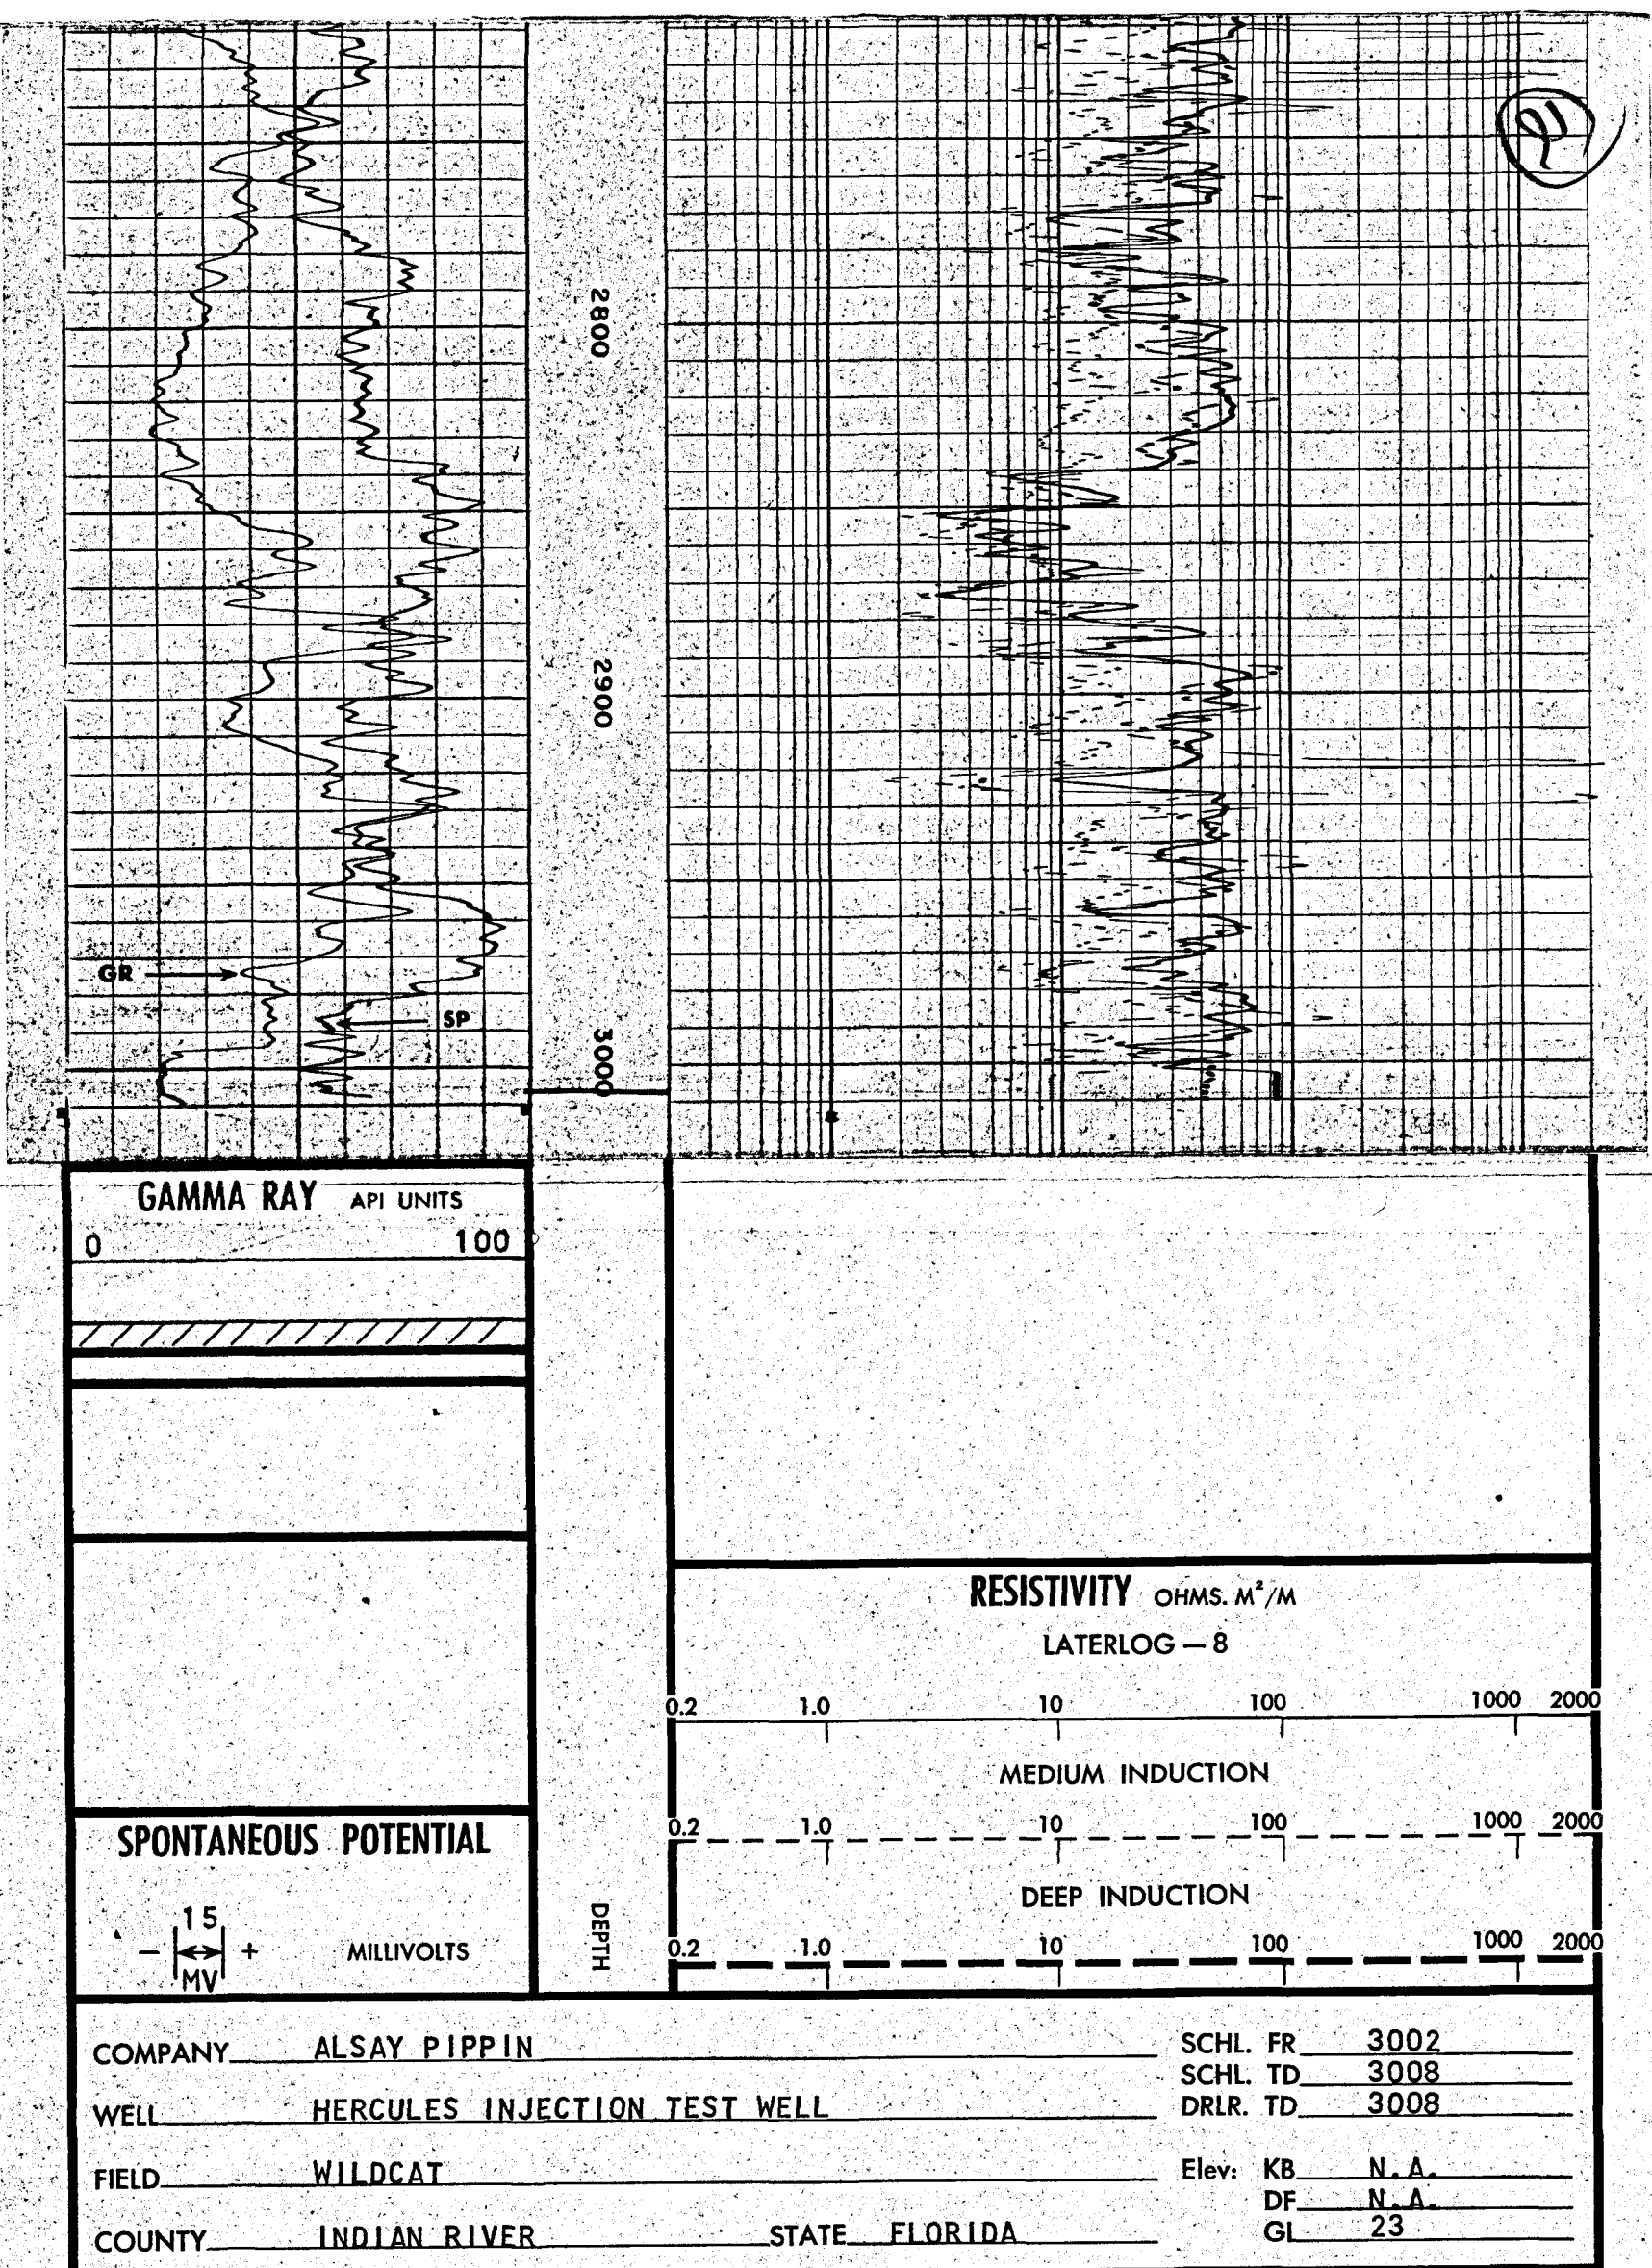 2800
2900
GR
SP
3000
GAMMA RAY API UNITS
0 100
RESISTIVITY OHMS. M²/M
LATERLOG — 8
0.2 1.0 10 100 1000 2000
MEDIUM INDUCTION
0.2 1.0 10 100 1000 2000
DEEP INDUCTION
0.2 1.0 10 100 1000 2000
SPONTANEOUS POTENTIAL
15
- +
MV
MILLIVOLTS
DEPTH
COMPANY ALSAY PIPPIN
WELL HERCULES INJECTION TEST WELL
FIELD WILDCAT
COUNTY INDIAN RIVER STATE FLORIDA
SCHL. FR 3002
SCHL. TD 3008
DRLR. TD 3008
Elev: KB N.A.
DF N.A.
GL 23